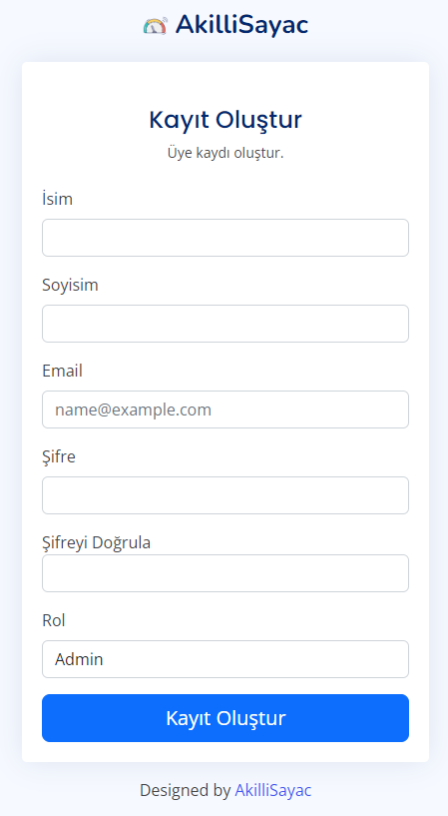 AkilliSayac
Kayıt Oluştur
Üye kaydı oluştur.
İsim
Soyisim
Email
name@example.com
Şifre
Şifreyi Doğrula
Rol
Admin
Kayıt Oluştur
Designed by AkilliSayac